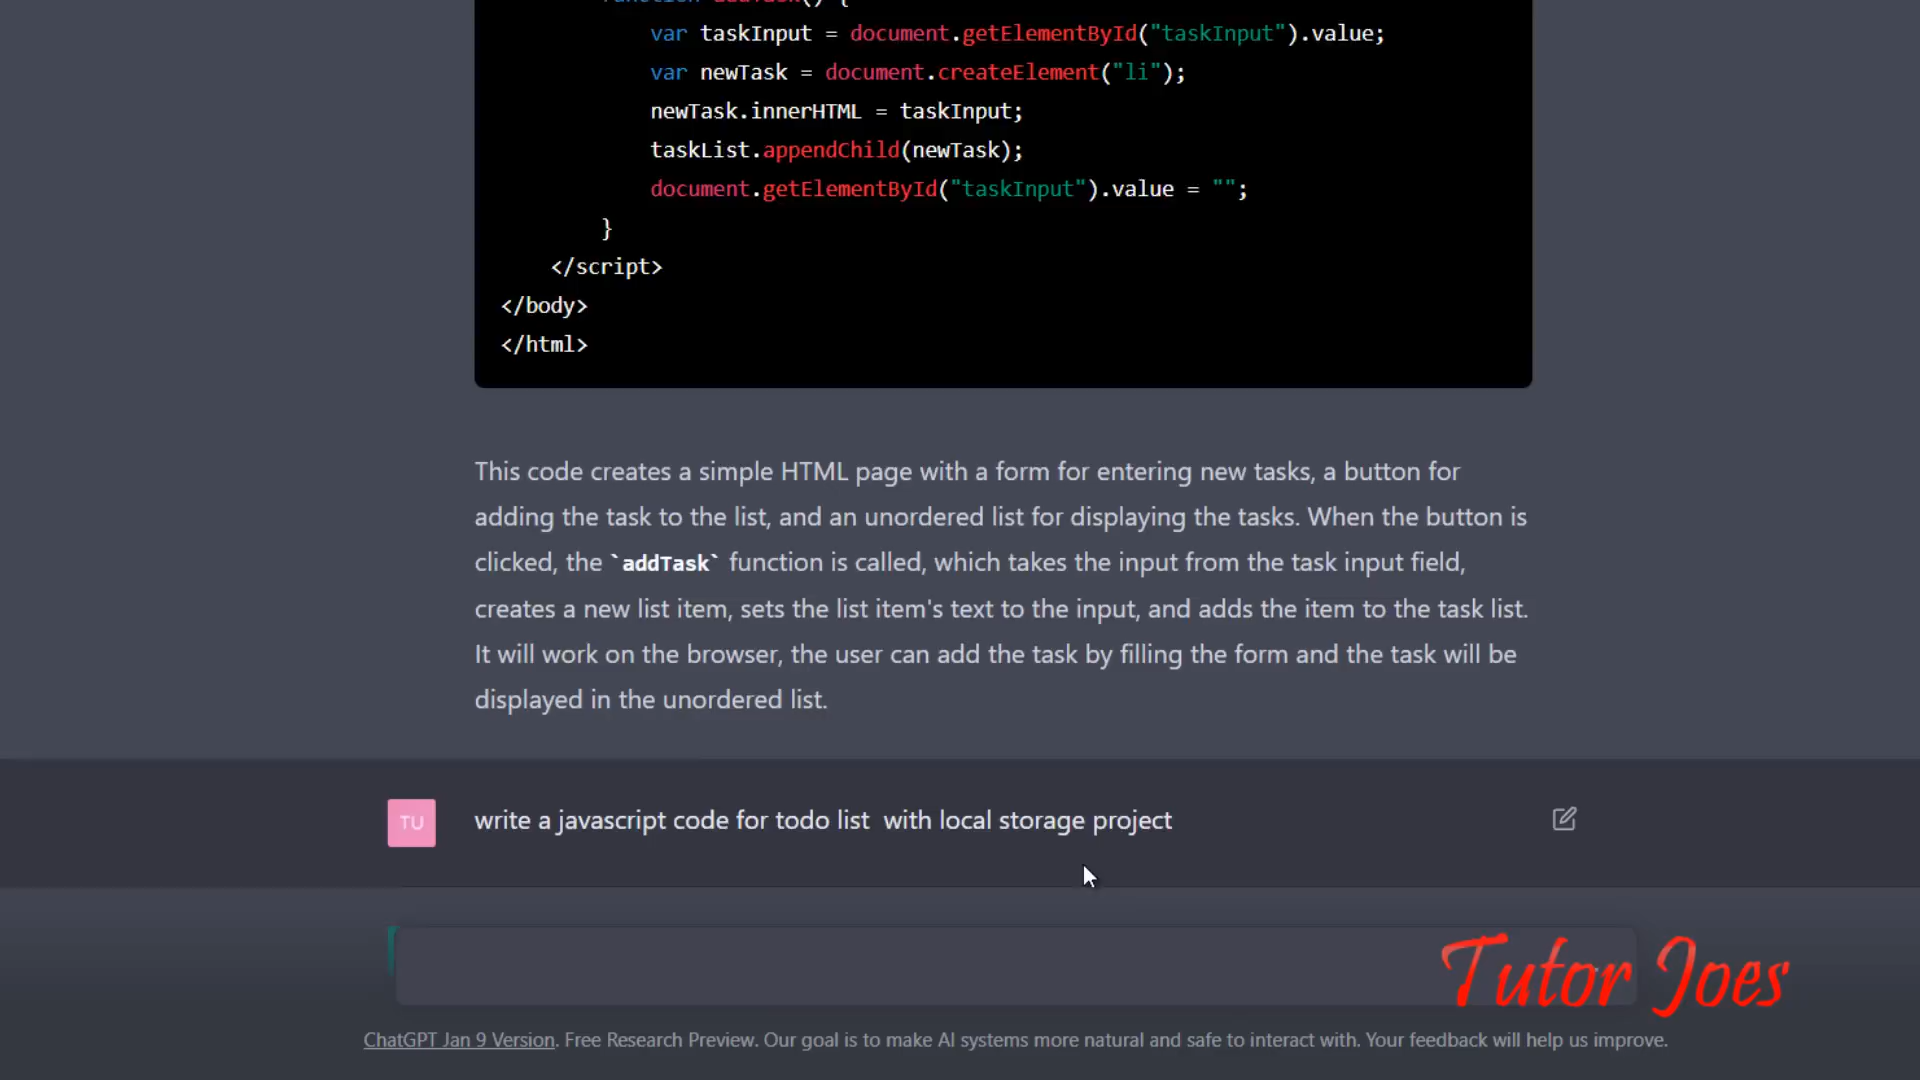 var taskInput = document.getElementById("taskInput").value;
var newTask = document.createElement("li");
newTask.innerHTML = taskInput;
taskList.appendChild(newTask);
document.getElementById("taskInput").value = "";
}
</script>
</body>
</html>
This code creates a simple HTML page with a form for entering new tasks, a button for
adding the task to the list, and an unordered list for displaying the tasks. When the button is
clicked, the `addTask` function is called, which takes the input from the task input field,
creates a new list item, sets the list item's text to the input, and adds the item to the task list.
It will work on the browser, the user can add the task by filling the form and the task will be
displayed in the unordered list.
TU
write a javascript code for todo list  with local storage project
Tutor Joes
ChatGPT Jan 9 Version. Free Research Preview. Our goal is to make AI systems more natural and safe to interact with. Your feedback will help us improve.